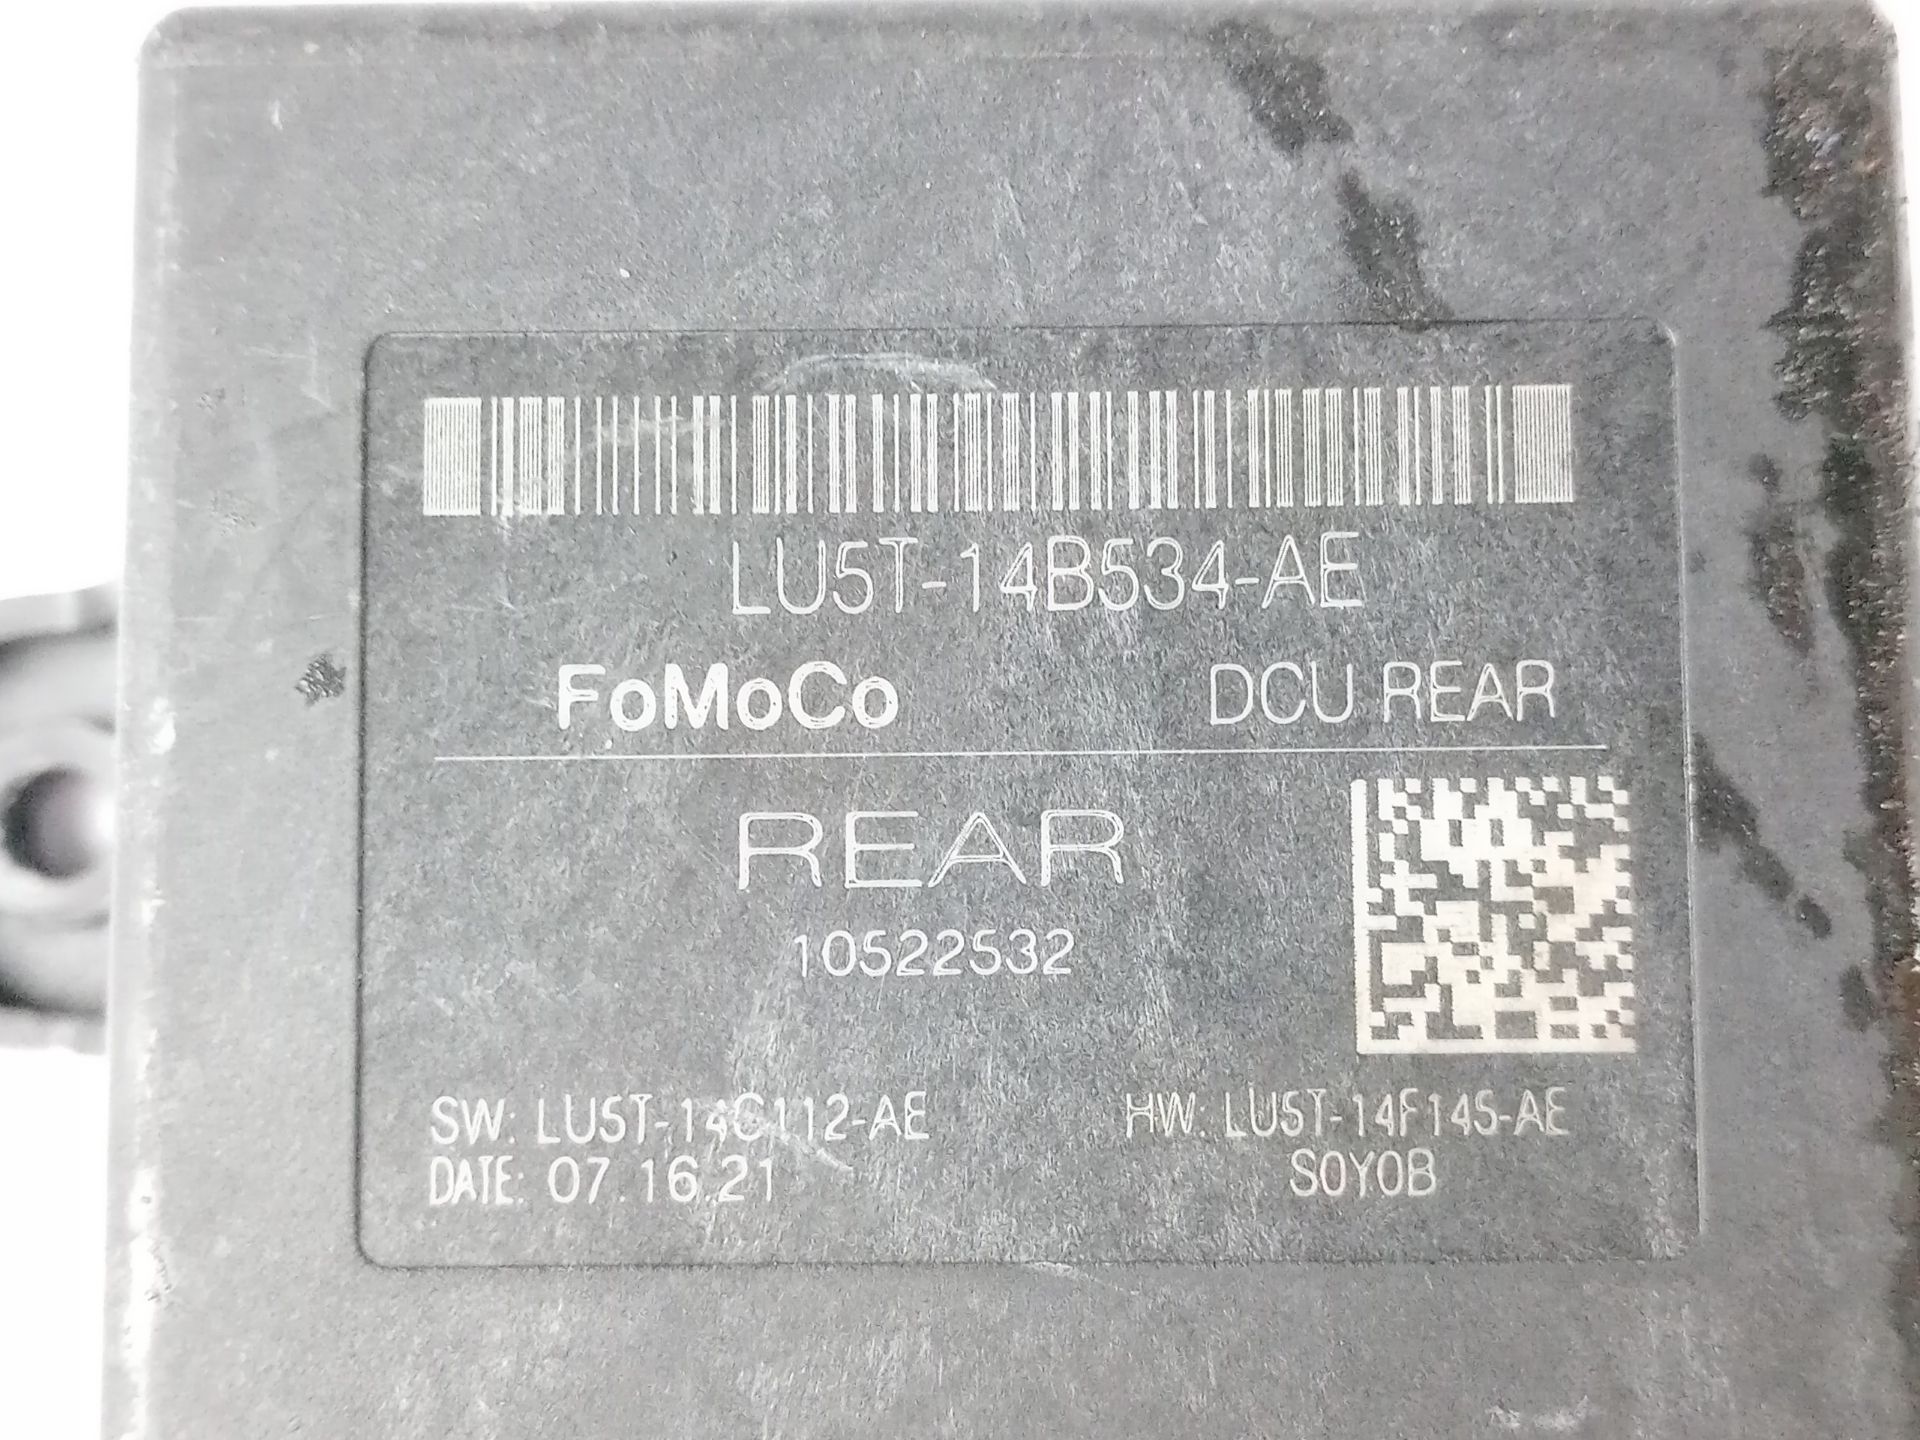 LU5T-14B534-AE
FoMoCo DCU REAR
REAR
10522532
SW: LU5T-14C112-AE HW: LU5T-14F145-AE
DATE: 07.16.21 S0Y0B